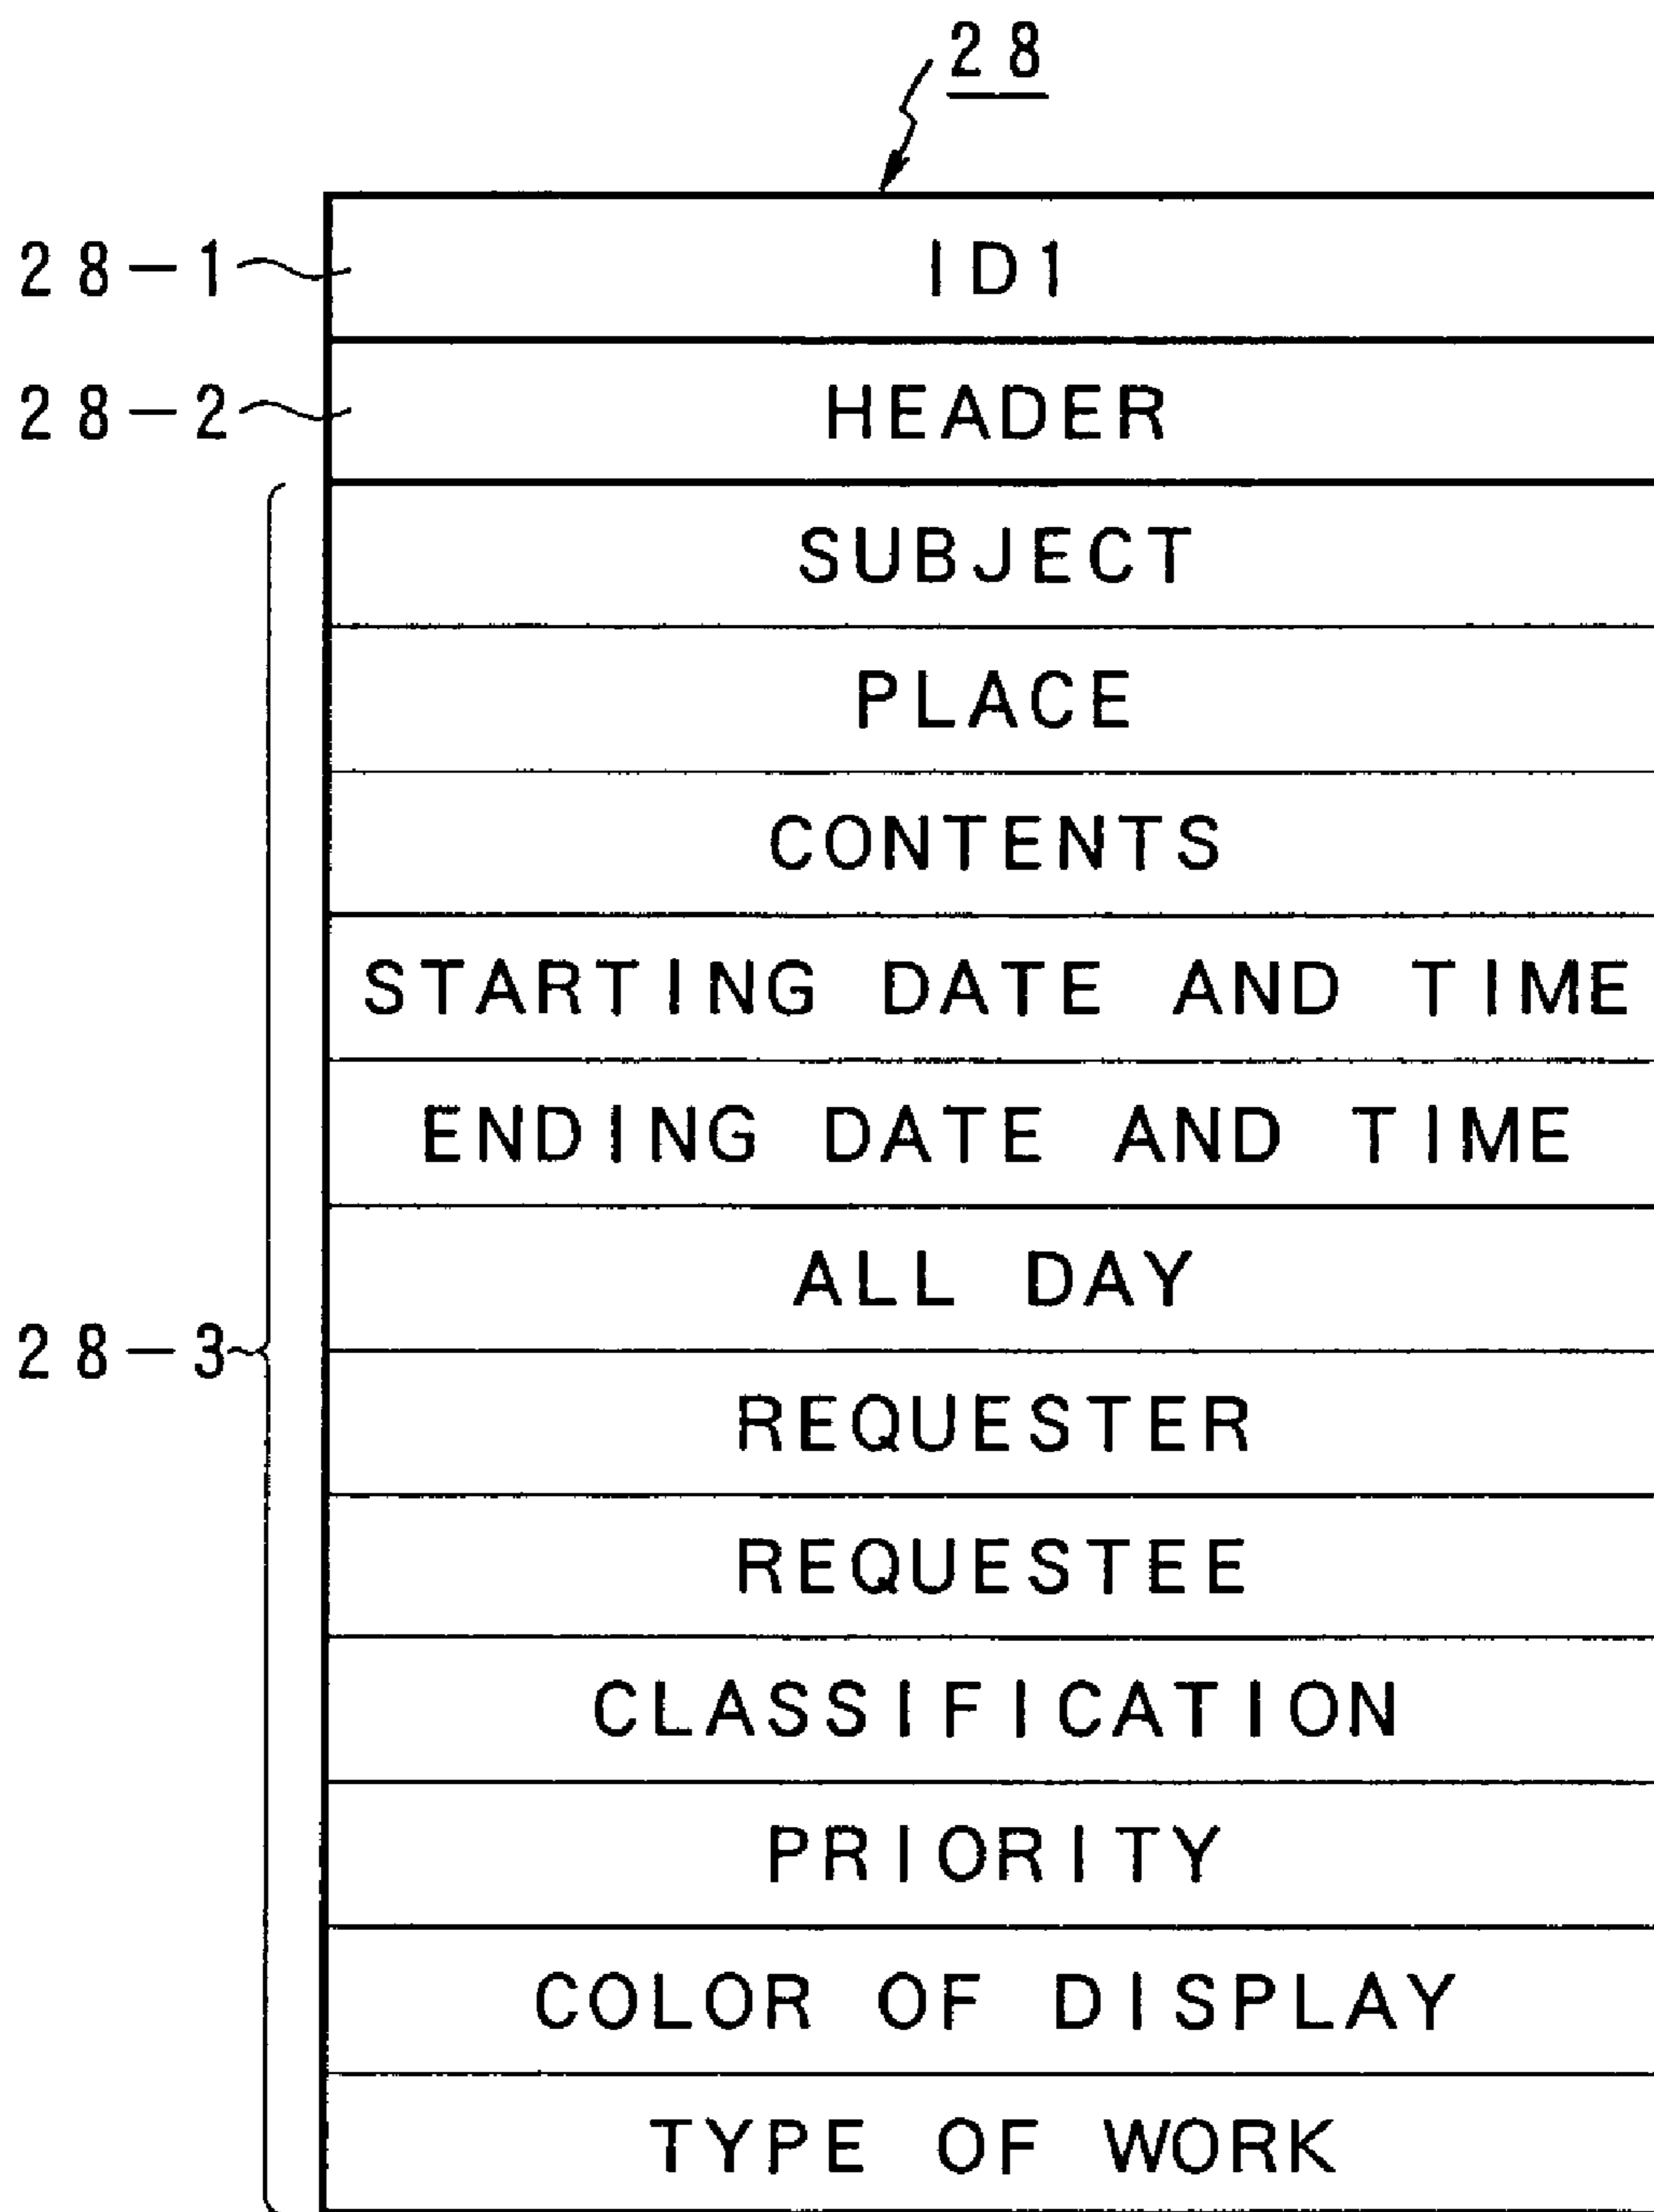 28
28-1 ID1
28-2 HEADER
SUBJECT
PLACE
CONTENTS
STARTING DATE AND TIME
ENDING DATE AND TIME
ALL DAY
28-3
REQUESTER
REQUESTEE
CLASSIFICATION
PRIORITY
COLOR OF DISPLAY
TYPE OF WORK